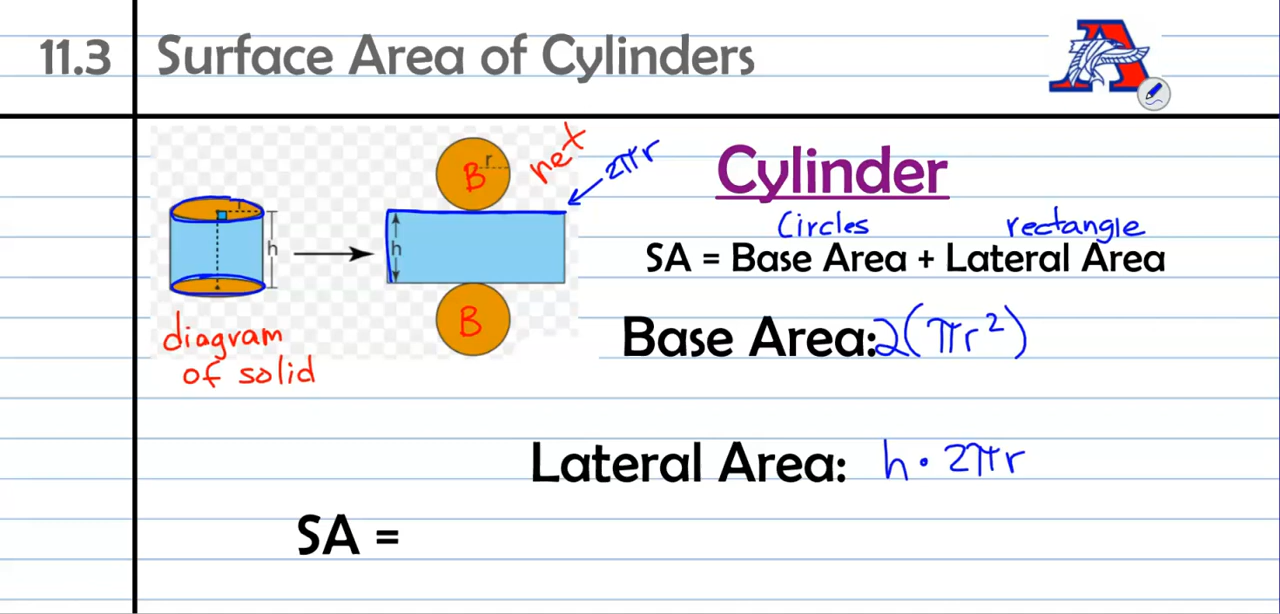 11.3 Surface Area of Cylinders
A
B r
net
2πr
Cylinder
Circles rectangle
SA = Base Area + Lateral Area
r
h
h
B
diagram
of solid
Base Area: 2(πr²)
Lateral Area: h · 2πr
SA =